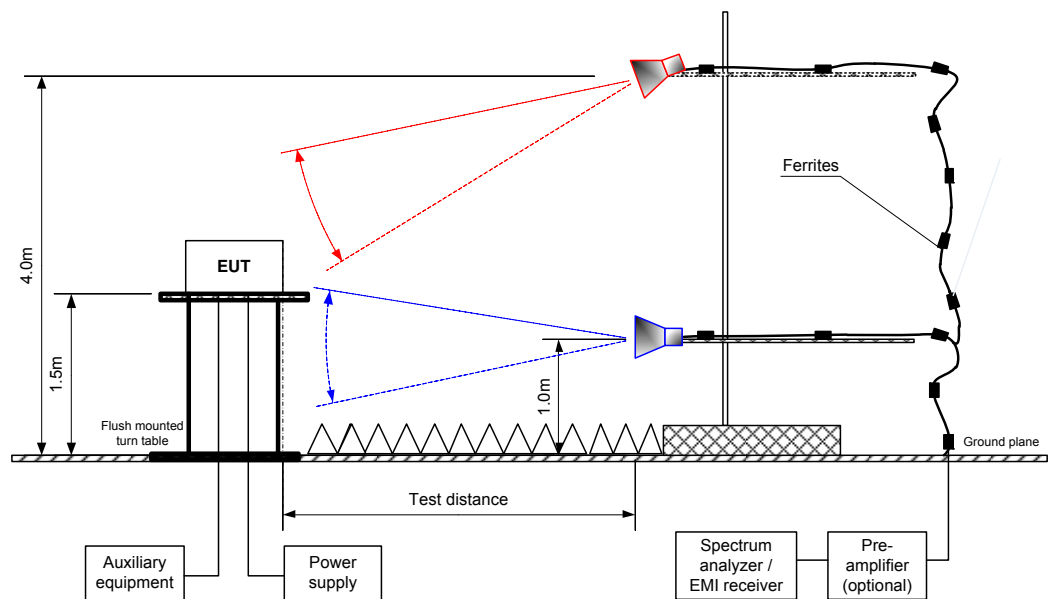 4.0m
Ferrites
EUT
1.5m
1.0m
Flush mounted
turn table
Ground plane
Test distance
Auxiliary
equipment
Power
supply
Spectrum
analyzer /
EMI receiver
Pre-
amplifier
(optional)